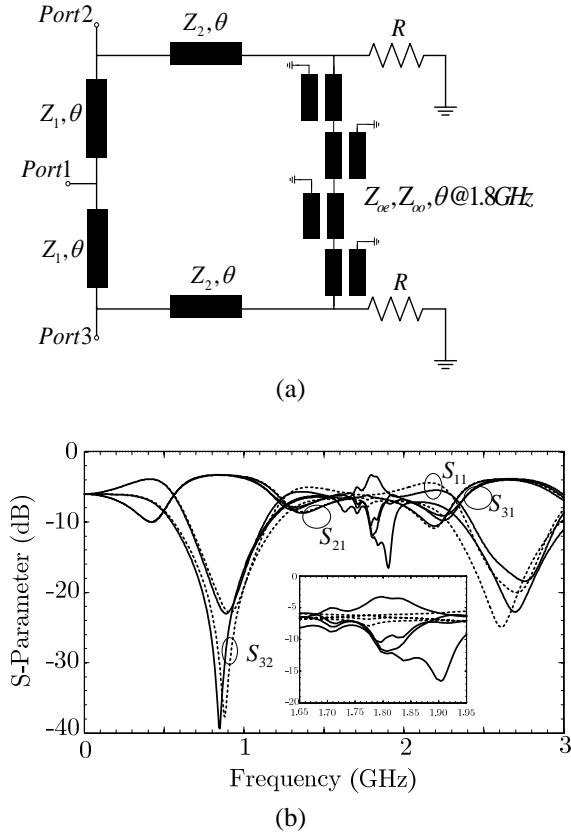 Port2
Z2,θ
R
Z1,θ
Port1
Zoe,Zoo,θ@1.8GHz
Z1,θ
Z2,θ
R
Port3
(a)
0
-10
-20
-30
-40
S-Parameter (dB)
S11
S31
S21
S32
0
-5
-10
-15
-20
1.65 1.70 1.75 1.80 1.85 1.90 1.95
0 1 2 3
Frequency (GHz)
(b)